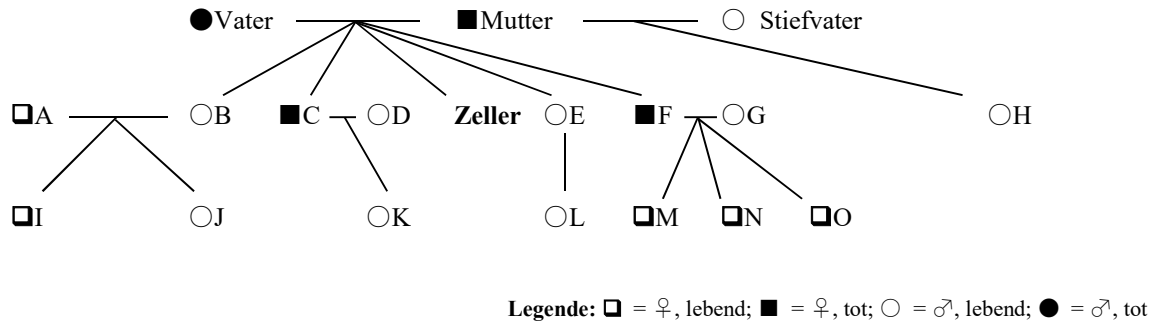 ●Vater ■Mutter ○ Stiefvater
❑A ○B ■C ○D Zeller ○E ■F ○G ○H
❑I ○J ○K ○L ❑M ❑N ❑O
Legende: ❑ = ♀, lebend; ■ = ♀, tot; ○ = ♂, lebend; ● = ♂, tot